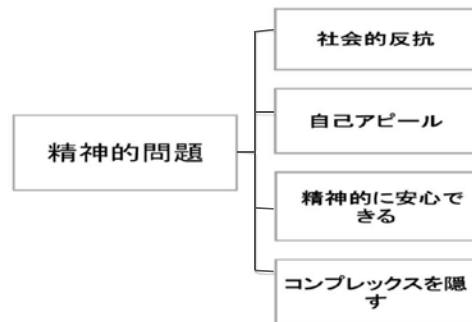 精神的問題
社会的反抗
自己アピール
精神的に安心で
きる
コンプレックスを隠
す